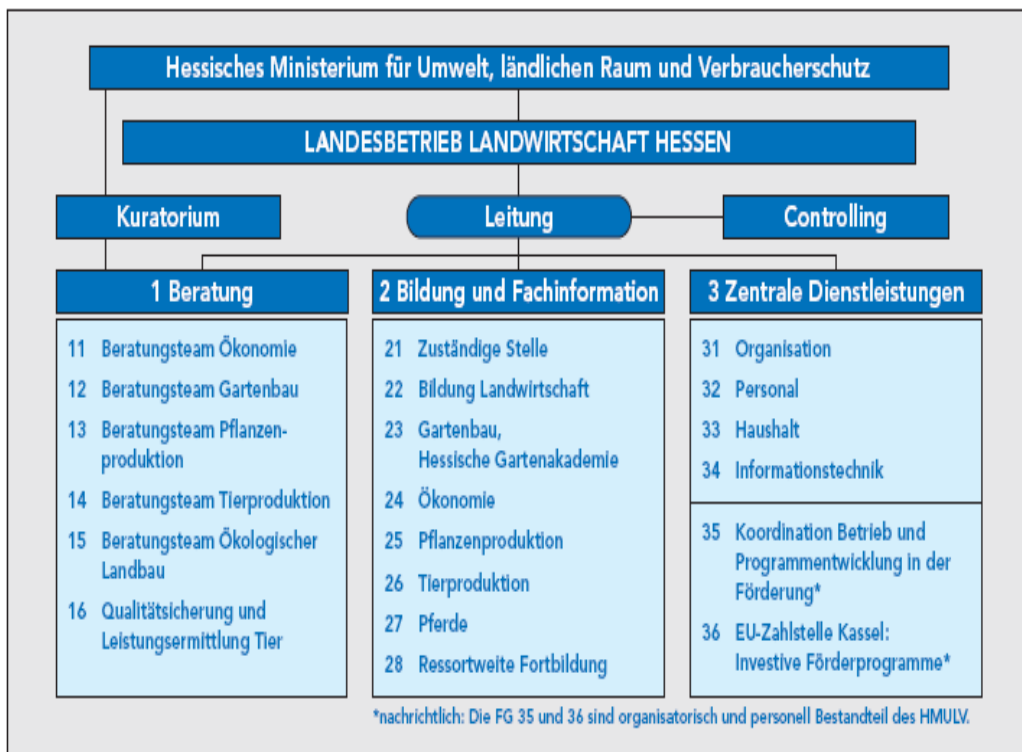 Hessisches Ministerium für Umwelt, ländlichen Raum und Verbraucherschutz
LANDESBETRIEB LANDWIRTSCHAFT HESSEN
Kuratorium
Leitung
Controlling
1 Beratung
11 Beratungsteam Ökonomie
12 Beratungsteam Gartenbau
13 Beratungsteam Pflanzen-
produktion
14 Beratungsteam Tierproduktion
15 Beratungsteam Ökologischer
Landbau
16 Qualitätsicherung und
Leistungsermittlung Tier
2 Bildung und Fachinformation
21 Zuständige Stelle
22 Bildung Landwirtschaft
23 Gartenbau,
Hessische Gartenakademie
24 Ökonomie
25 Pflanzenproduktion
26 Tierproduktion
27 Pferde
28 Ressortweite Fortbildung
3 Zentrale Dienstleistungen
31 Organisation
32 Personal
33 Haushalt
34 Informationstechnik
35 Koordination Betrieb und
Programmentwicklung in der
Förderung*
36 EU-Zahlstelle Kassel:
Investive Förderprogramme*
*nachrichtlich: Die FG 35 und 36 sind organisatorisch und personell Bestandteil des HMULV.